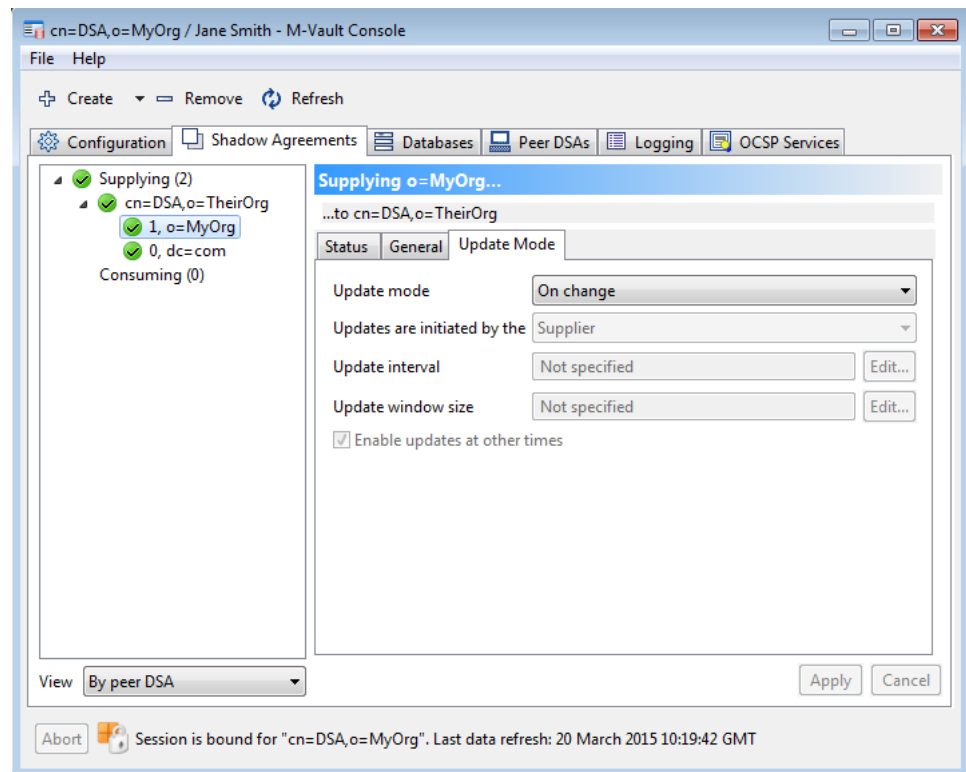 cn=DSA,o=MyOrg / Jane Smith - M-Vault Console
File Help
Create Remove Refresh
Configuration Shadow Agreements Databases Peer DSAs Logging OCSP Services
Supplying (2)
cn=DSA,o=TheirOrg
1, o=MyOrg
0, dc=com
Consuming (0)
Supplying o=MyOrg...
...to cn=DSA,o=TheirOrg
Status General Update Mode
Update mode On change
Updates are initiated by the Supplier
Update interval Not specified Edit...
Update window size Not specified Edit...
Enable updates at other times
View By peer DSA
Apply Cancel
Abort Session is bound for "cn=DSA,o=MyOrg". Last data refresh: 20 March 2015 10:19:42 GMT